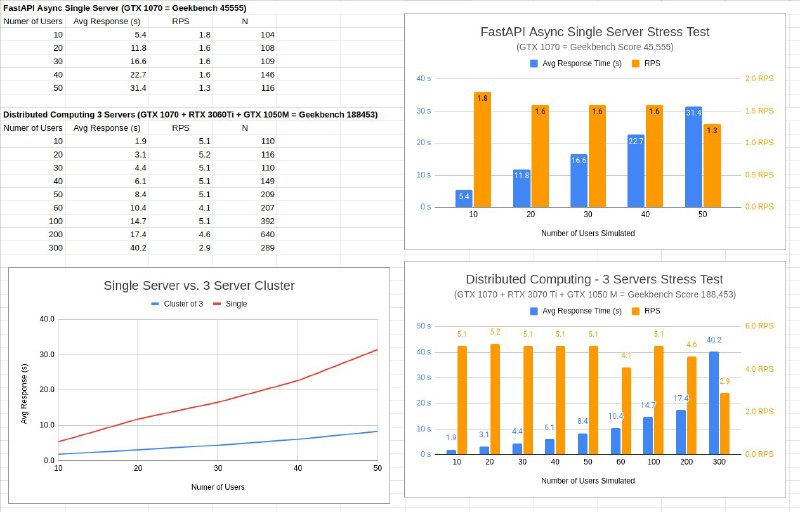 FastAPI Async Single Server (GTX 1070 = Geekbench 45555)
Numer of Users Avg Response (s) RPS N
10 5.4 1.8 104
20 11.8 1.6 108
30 16.6 1.6 109
40 22.7 1.6 146
50 31.4 1.3 116
Distributed Computing 3 Servers (GTX 1070 + RTX 3060Ti + GTX 1050M = Geekbench 188453)
Numer of Users Avg Response (s) RPS N
10 1.9 5.1 110
20 3.1 5.2 116
30 4.4 5.1 110
40 6.1 5.1 149
50 8.4 5.1 209
60 10.4 4.1 207
100 14.7 5.1 392
200 17.4 4.6 640
300 40.2 2.9 289
FastAPI Async Single Server Stress Test
(GTX 1070 = Geekbench Score 45,555)
Avg Response Time (s) RPS
40 s 2.0 RPS
30 s 1.5 RPS
20 s 1.0 RPS
10 s 0.5 RPS
0 s 0.0 RPS
5.4 1.8 11.8 1.6 16.6 1.6 22.7 1.6 31.4 1.3
10 20 30 40 50
Number of Users Simulated
Single Server vs. 3 Server Cluster
Cluster of 3 Single
Avg Response (s)
40.0
30.0
20.0
10.0
0.0
10 20 30 40 50
Numer of Users
Distributed Computing - 3 Servers Stress Test
(GTX 1070 + RTX 3070 Ti + GTX 1050 M = Geekbench Score 188,453)
Avg Response Time (s) RPS
50 s 6.0 RPS
40 s 4.0 RPS
30 s
20 s 2.0 RPS
10 s
0 s 0.0 RPS
1.9 5.1 3.1 5.2 4.4 5.1 6.1 5.1 8.4 5.1 10.4 4.1 14.7 5.1 17.4 4.6 40.2 2.9
10 20 30 40 50 60 100 200 300
Number of Users Simulated